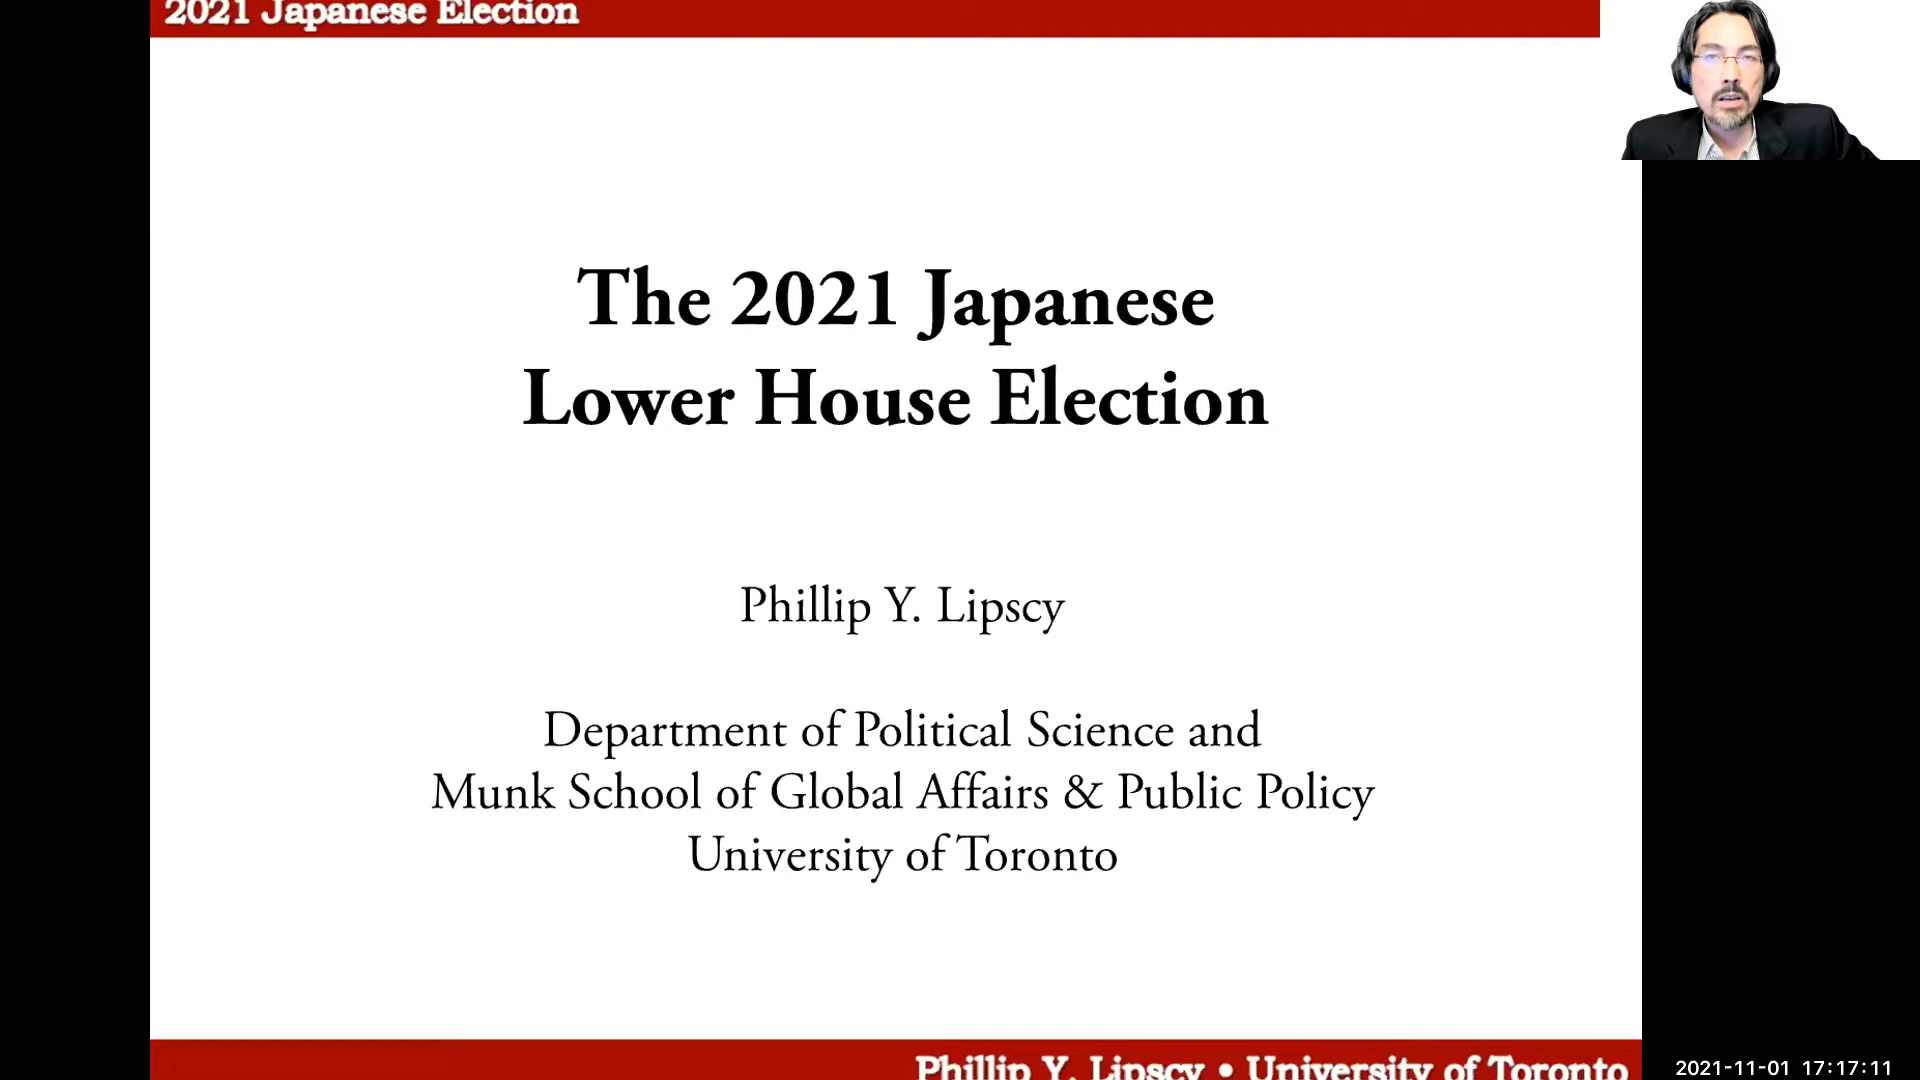 2021 Japanese Election
The 2021 Japanese
Lower House Election
Phillip Y. Lipscy
Department of Political Science and
Munk School of Global Affairs & Public Policy
University of Toronto
Phillip Y. Lipscy • University of Toronto
2021-11-01 17:17:11